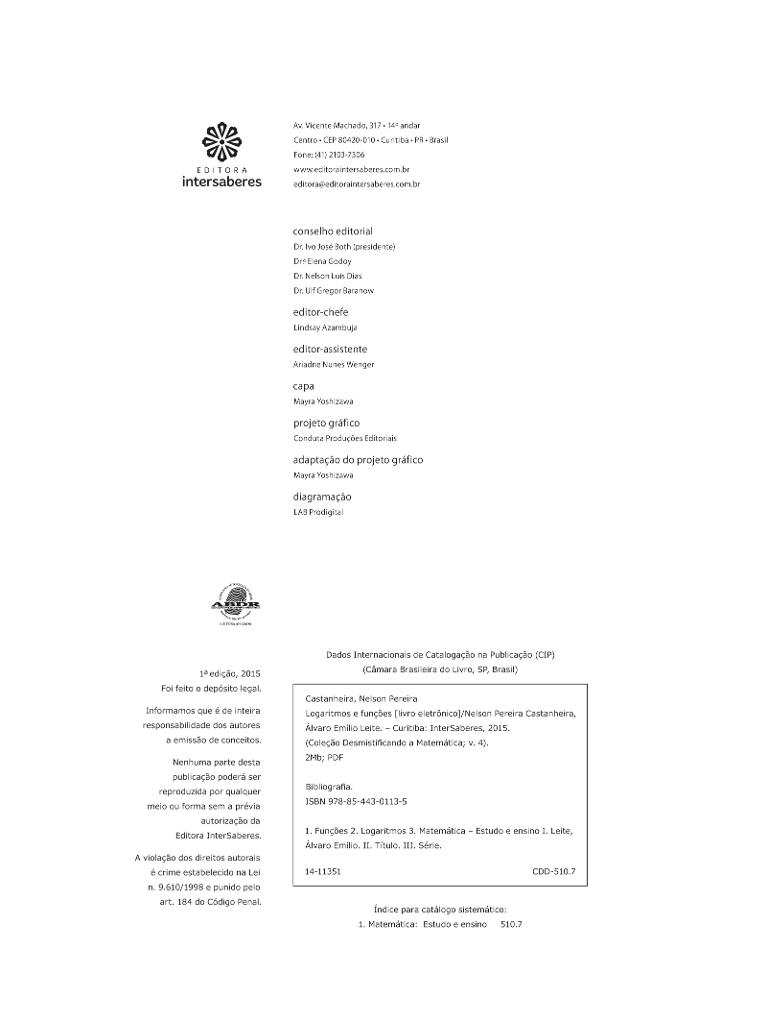 EDITORA
intersaberes
Av. Vicente Machado, 317 • 14º andar
Centro • CEP 80420-010 • Curitiba • PR • Brasil
Fone: (41) 2103-7306
www.editoraintersaberes.com.br
editora@editoraintersaberes.com.br
conselho editorial
Dr. Ivo José Both (presidente)
Drª Elena Godoy
Dr. Nelson Luís Dias
Dr. Ulf Gregor Baranow
editor-chefe
Lindsay Azambuja
editor-assistente
Ariadne Nunes Wenger
capa
Mayra Yoshizawa
projeto gráfico
Conduta Produções Editoriais
adaptação do projeto gráfico
Mayra Yoshizawa
diagramação
LAB Prodigital
ABDR
1ª edição, 2015
Foi feito o depósito legal.
Informamos que é de inteira
responsabilidade dos autores
a emissão de conceitos.
Nenhuma parte desta
publicação poderá ser
reproduzida por qualquer
meio ou forma sem a prévia
autorização da
Editora InterSaberes.
A violação dos direitos autorais
é crime estabelecido na Lei
n. 9.610/1998 e punido pelo
art. 184 do Código Penal.
Dados Internacionais de Catalogação na Publicação (CIP)
(Câmara Brasileira do Livro, SP, Brasil)
Castanheira, Nelson Pereira
Logaritmos e funções [livro eletrônico]/Nelson Pereira Castanheira,
Álvaro Emílio Leite. – Curitiba: InterSaberes, 2015.
(Coleção Desmistificando a Matemática; v. 4).
2Mb; PDF
Bibliografia.
ISBN 978-85-443-0113-5
1. Funções 2. Logaritmos 3. Matemática – Estudo e ensino I. Leite,
Álvaro Emílio. II. Título. III. Série.
14-11351 CDD-510.7
Índice para catálogo sistemático:
1. Matemática: Estudo e ensino 510.7